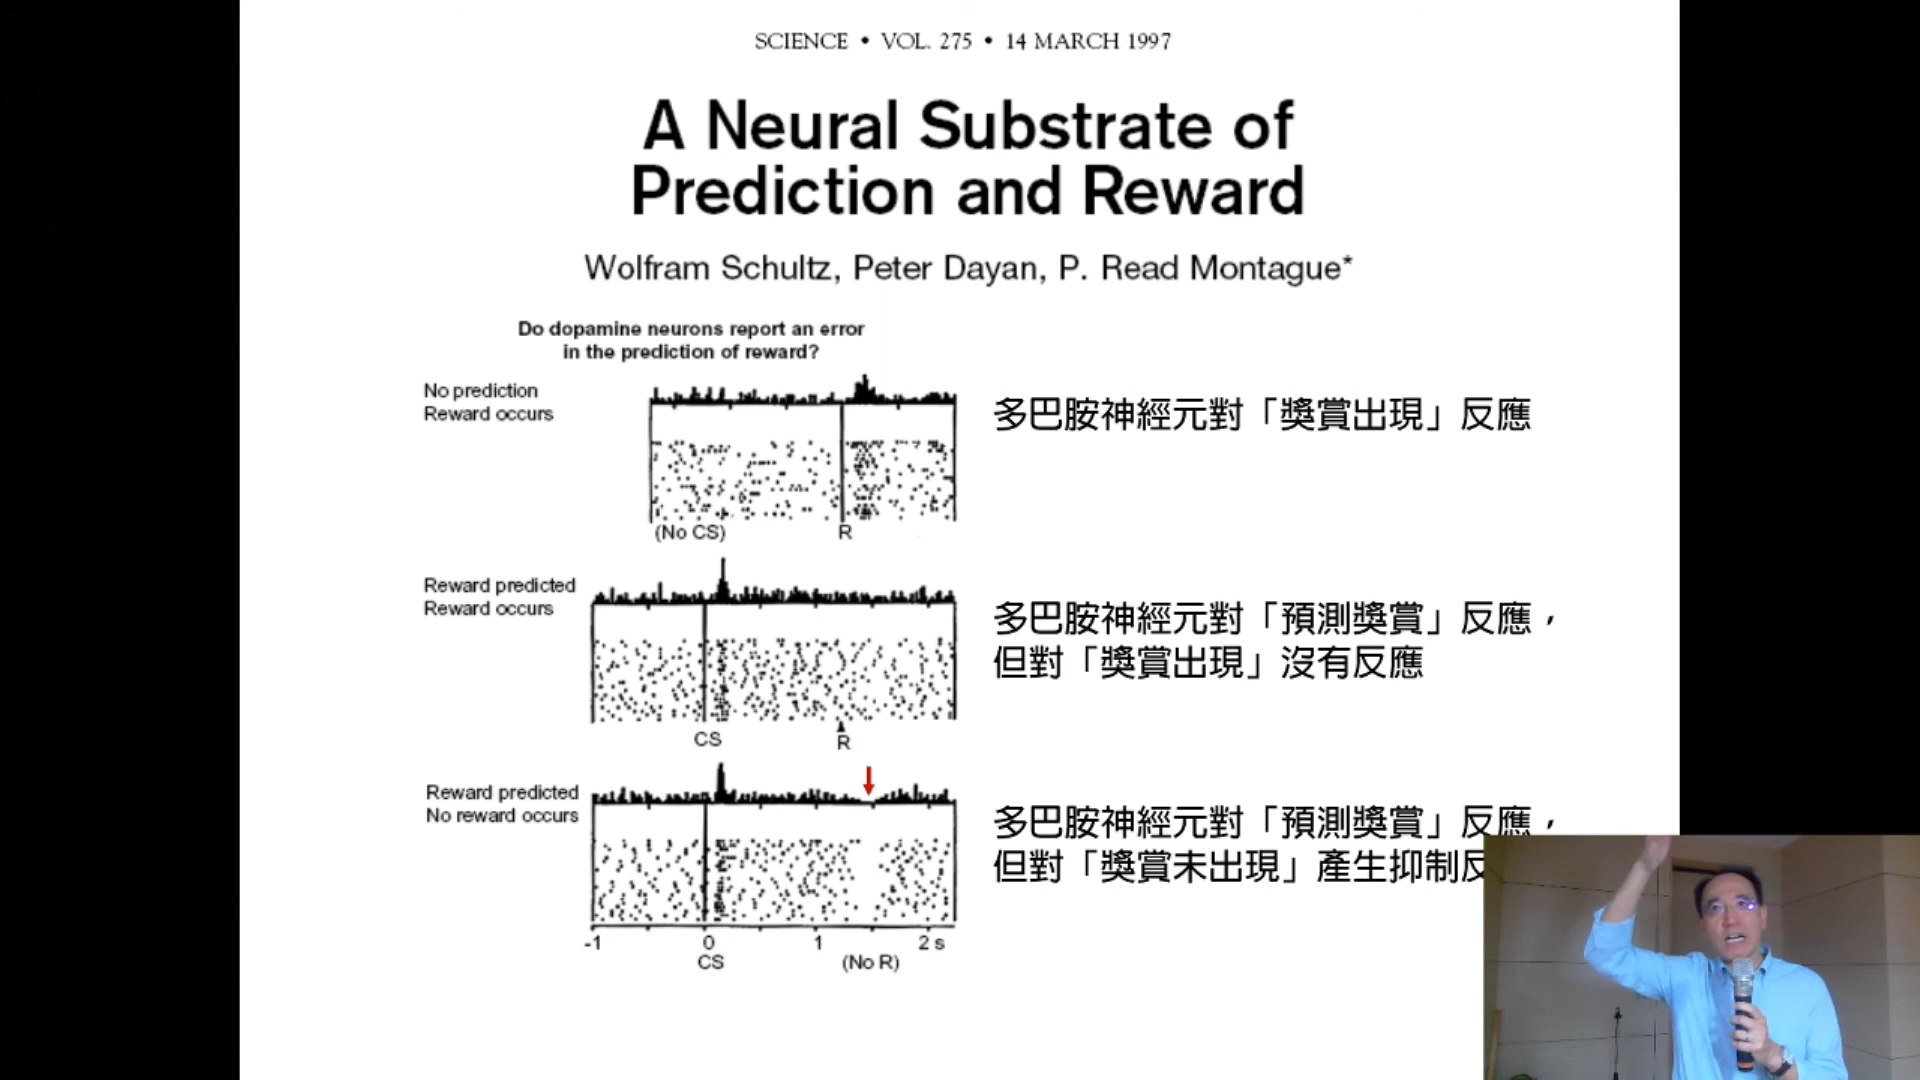 SCIENCE • VOL. 275 • 14 MARCH 1997
A Neural Substrate of
Prediction and Reward
Wolfram Schultz, Peter Dayan, P. Read Montague*
Do dopamine neurons report an error
in the prediction of reward?
No prediction
Reward occurs
(No CS)
R
多巴胺神經元對「獎賞出現」反應
Reward predicted
Reward occurs
CS
R
多巴胺神經元對「預測獎賞」反應，
但對「獎賞出現」沒有反應
Reward predicted
No reward occurs
-1
0
1
2 s
CS
(No R)
多巴胺神經元對「預測獎賞」反應，
但對「獎賞未出現」產生抑制反